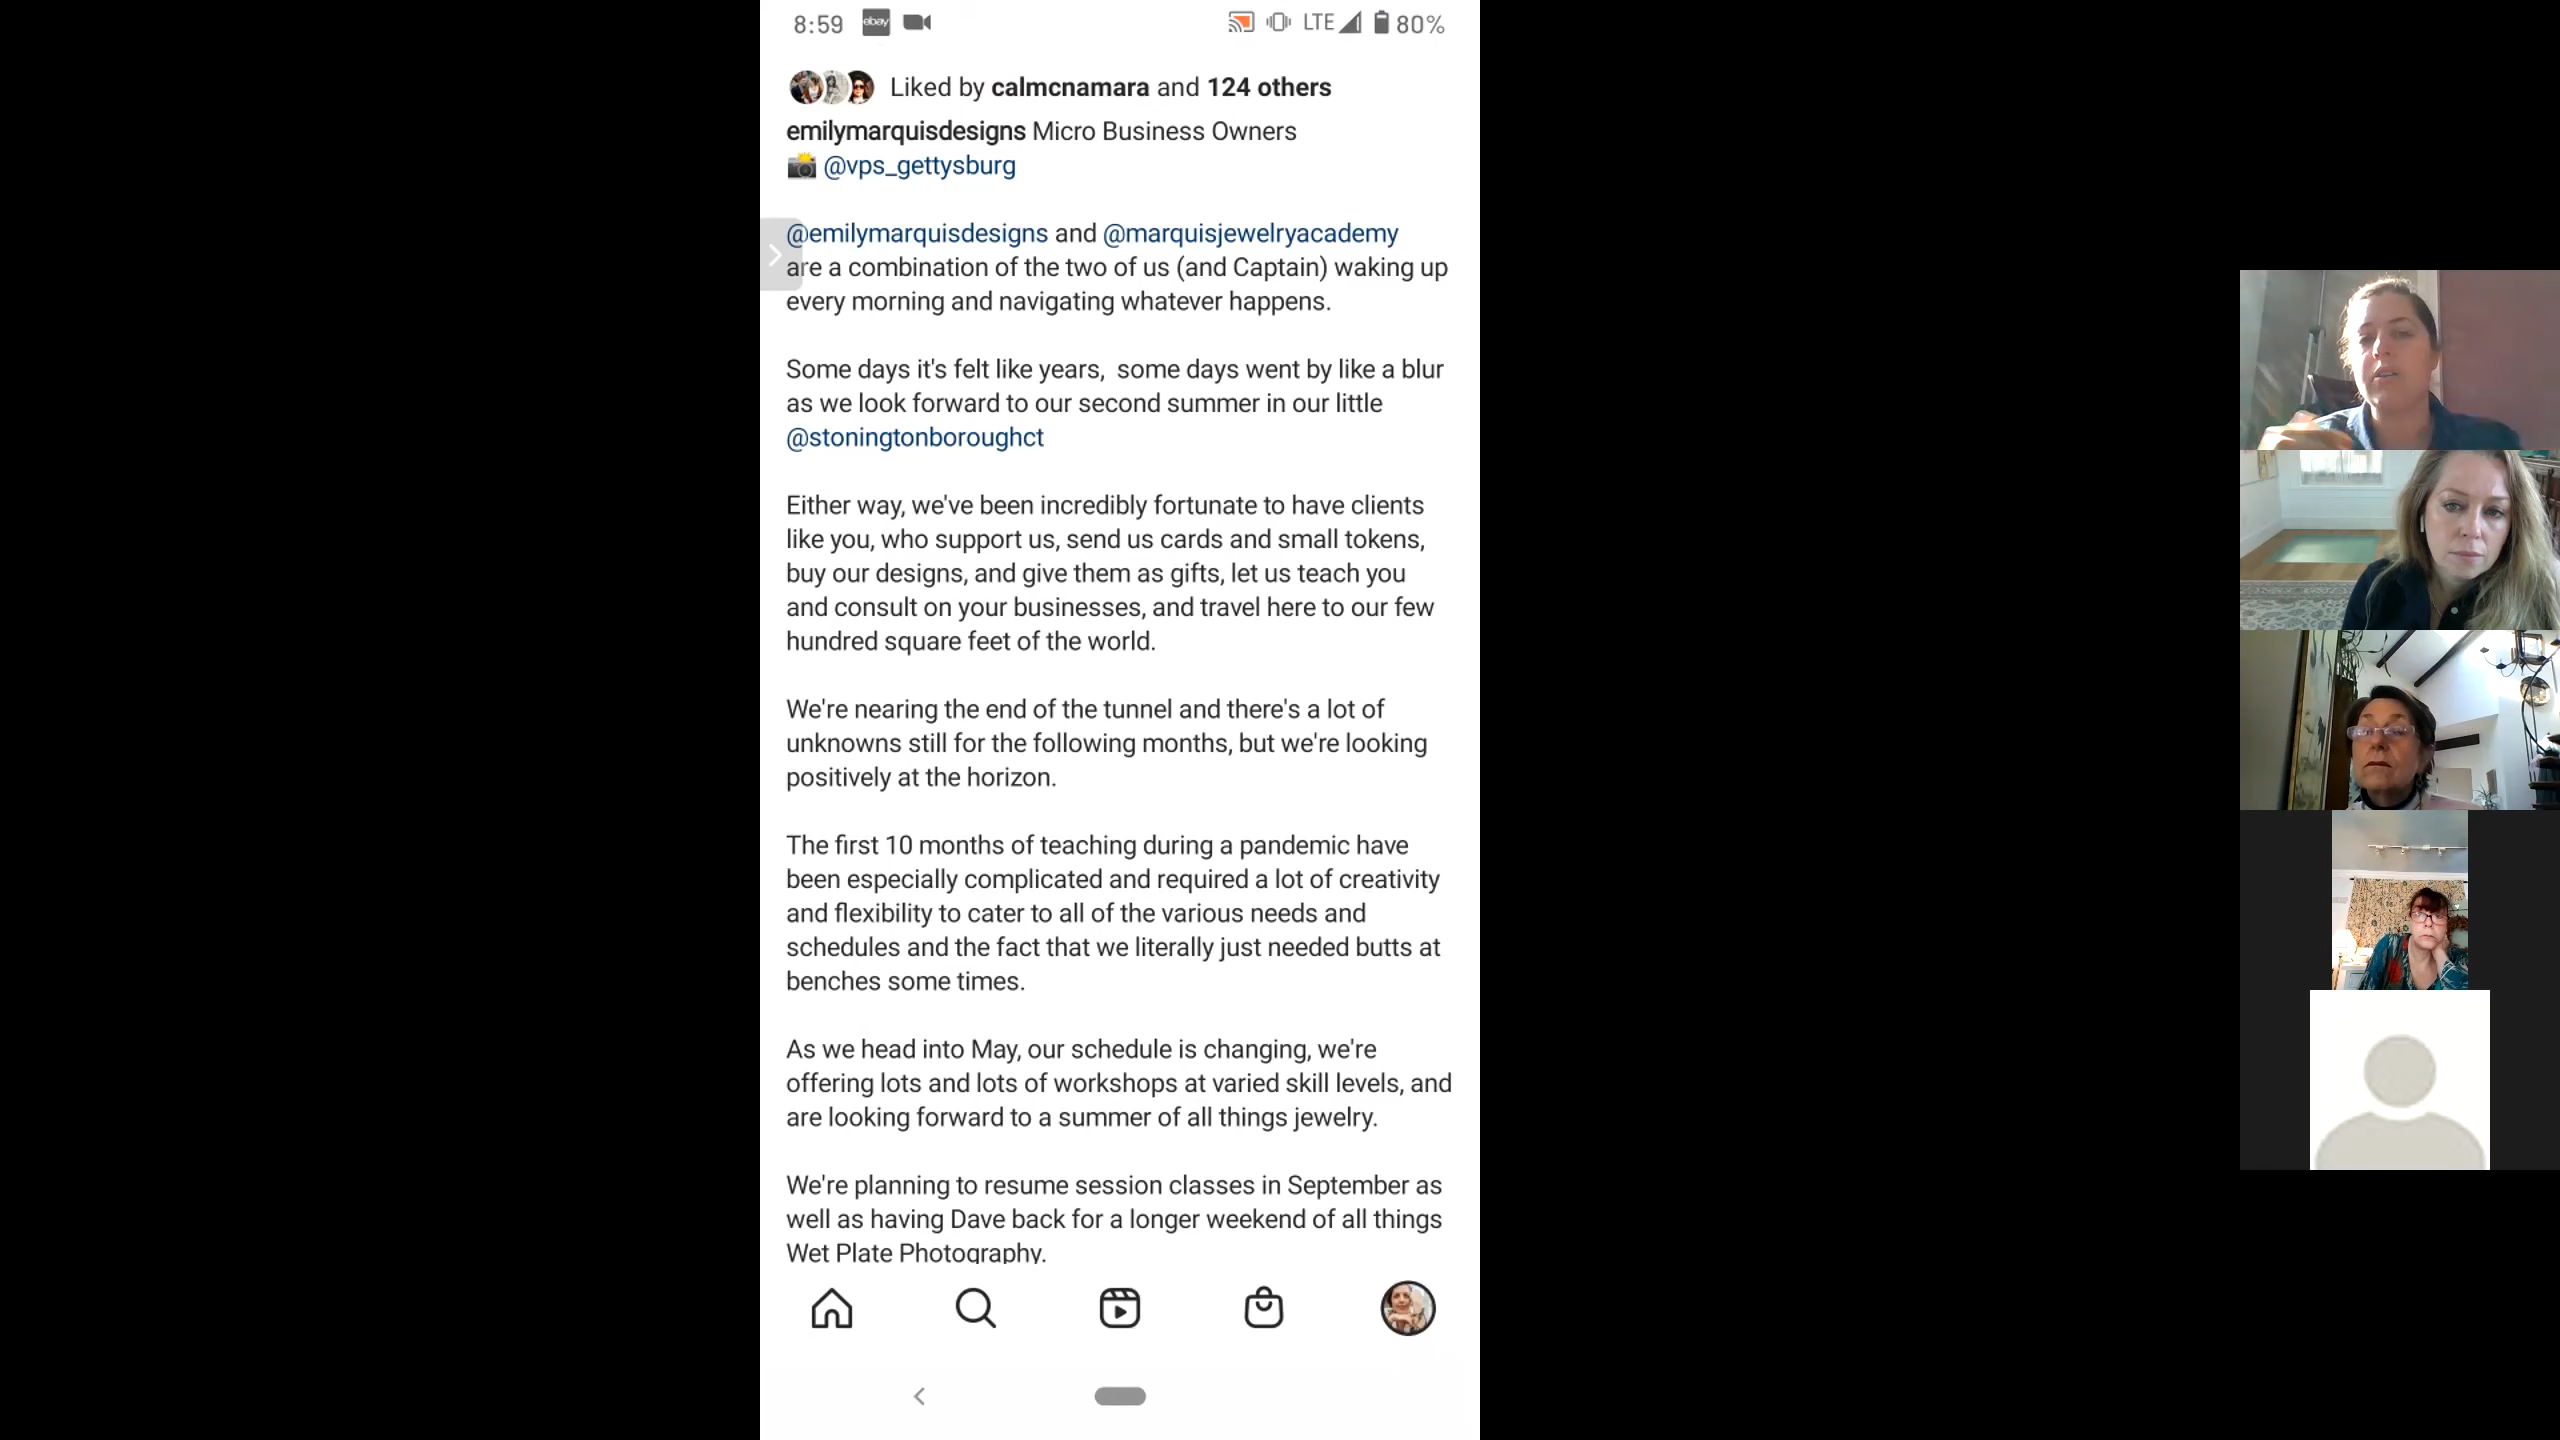 8:59 ebay LTE 80%
Liked by calmcnamara and 124 others
emilymarquisdesigns Micro Business Owners
📸 @vps_gettysburg
@emilymarquisdesigns and @marquisjewelryacademy
are a combination of the two of us (and Captain) waking up
every morning and navigating whatever happens.
Some days it's felt like years,  some days went by like a blur
as we look forward to our second summer in our little
@stoningtonboroughct
Either way, we've been incredibly fortunate to have clients
like you, who support us, send us cards and small tokens,
buy our designs, and give them as gifts, let us teach you
and consult on your businesses, and travel here to our few
hundred square feet of the world.
We're nearing the end of the tunnel and there's a lot of
unknowns still for the following months, but we're looking
positively at the horizon.
The first 10 months of teaching during a pandemic have
been especially complicated and required a lot of creativity
and flexibility to cater to all of the various needs and
schedules and the fact that we literally just needed butts at
benches some times.
As we head into May, our schedule is changing, we're
offering lots and lots of workshops at varied skill levels, and
are looking forward to a summer of all things jewelry.
We're planning to resume session classes in September as
well as having Dave back for a longer weekend of all things
Wet Plate Photography.